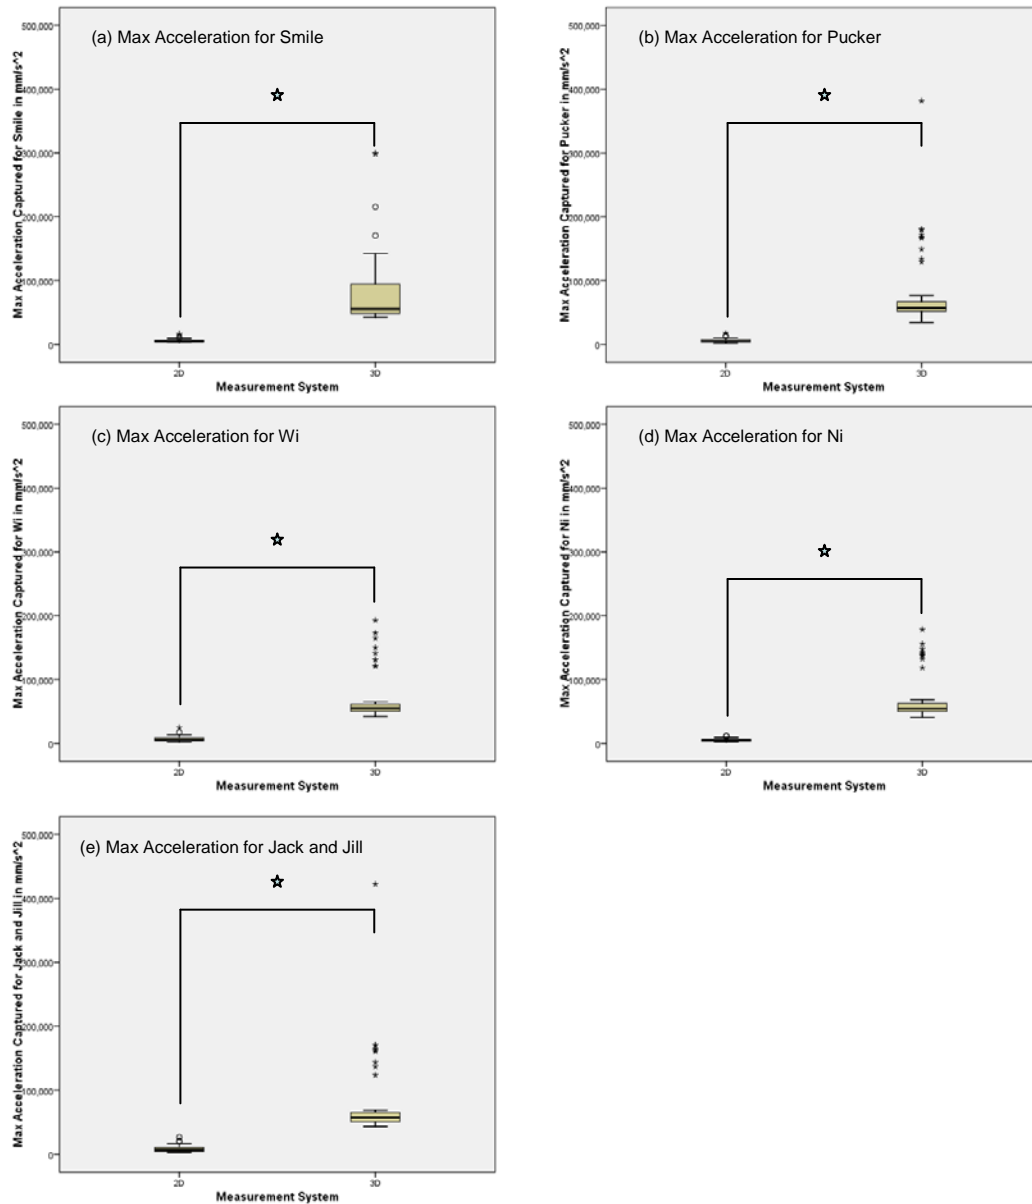 (a) Max Acceleration for Smile
Max Acceleration Captured for Smile in mm/s^2
500,000
400,000
300,000
200,000
100,000
0
2D 3D
Measurement System
(b) Max Acceleration for Pucker
Max Acceleration Captured for Pucker in mm/s^2
500,000
400,000
300,000
200,000
100,000
0
2D 3D
Measurement System
(c) Max Acceleration for Wi
Max Acceleration Captured for Wi in mm/s^2
500,000
400,000
300,000
200,000
100,000
0
2D 3D
Measurement System
(d) Max Acceleration for Ni
Max Acceleration Captured for Ni in mm/s^2
500,000
400,000
300,000
200,000
100,000
0
2D 3D
Measurement System
(e) Max Acceleration for Jack and Jill
Max Acceleration Captured for Jack and Jill in mm/s^2
500,000
400,000
300,000
200,000
100,000
0
2D 3D
Measurement System